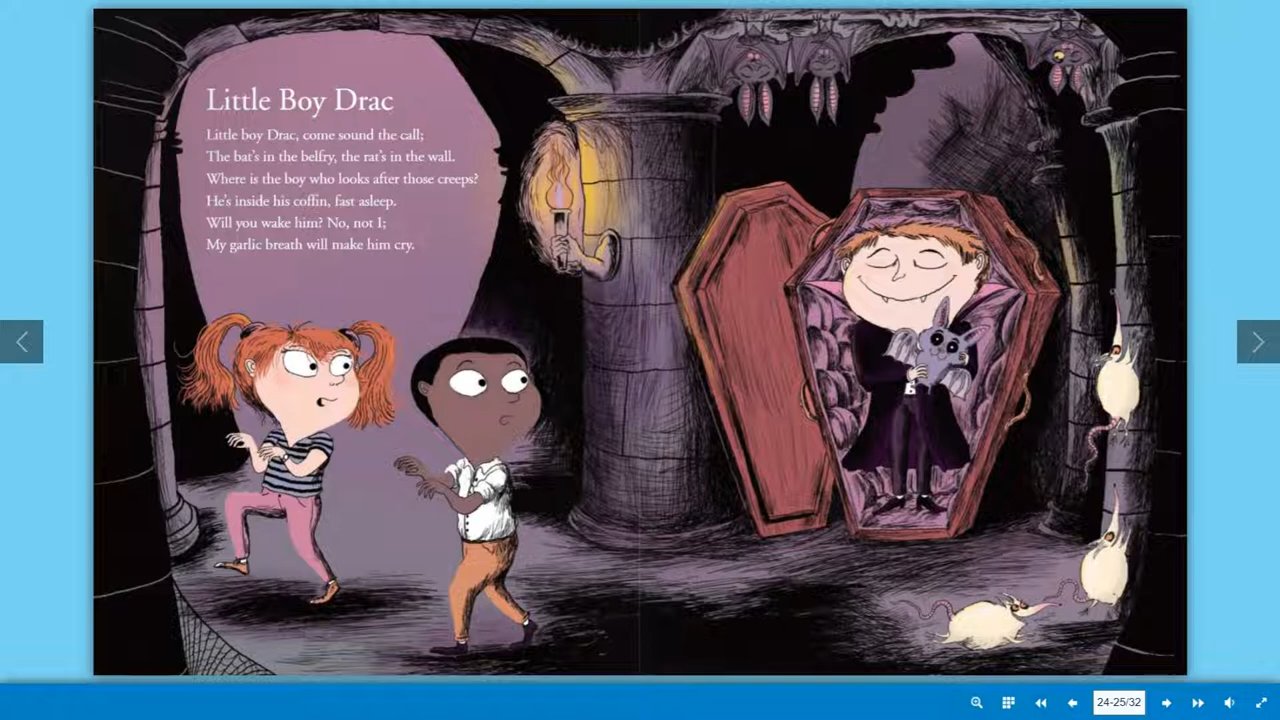 Little Boy Drac
Little boy Drac, come sound the call;
The bat's in the belfry, the rat's in the wall.
Where is the boy who looks after those creeps?
He's inside his coffin, fast asleep.
Will you wake him? No, not I;
My garlic breath will make him cry.
24-25/32